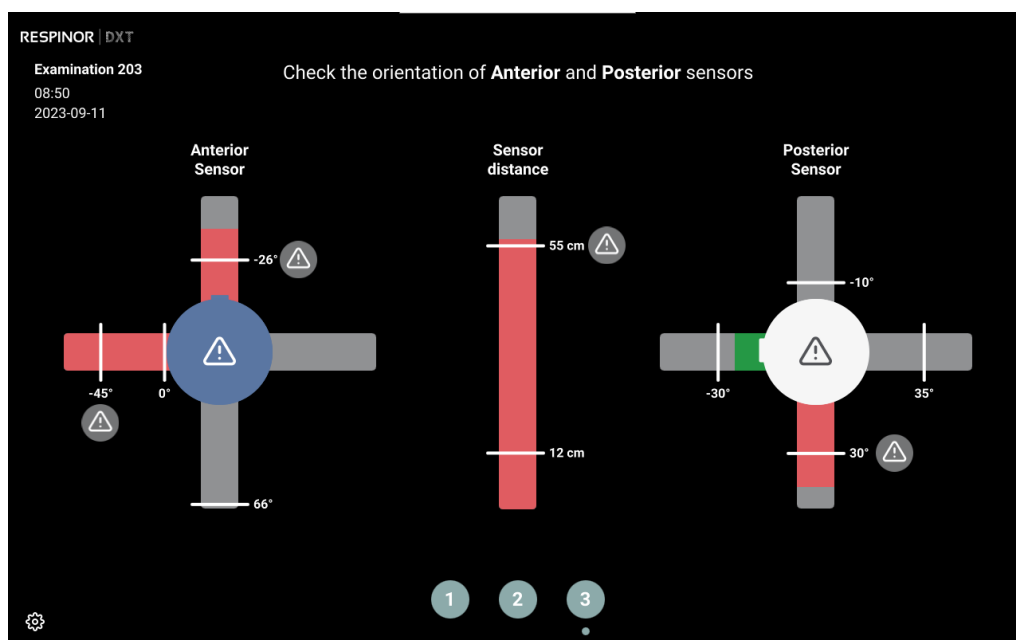 RESPINOR | DXT
Examination 203
08:50
2023-09-11
Check the orientation of Anterior and Posterior sensors
Anterior
Sensor
-26°
-45°
0°
66°
Sensor
distance
55 cm
12 cm
Posterior
Sensor
-10°
-30°
35°
30°
1
2
3